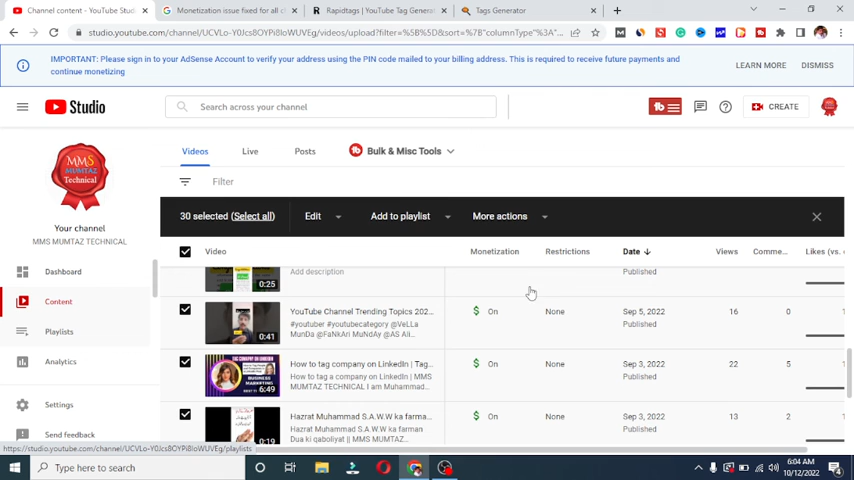 Channel content - YouTube Studio
Monetization issue fixed for all cl
Rapidtags | YouTube Tag Generat
Tags Generator
studio.youtube.com/channel/UCVLo-Y0Jcs8OYPi8IoWUVEg/videos/upload?filter=%5B%5D&sort=%7B"columnType"%3A"...
IMPORTANT: Please sign in to your AdSense Account to verify your address using the PIN code mailed to your billing address. This is required to receive future payments and
continue monetizing
LEARN MORE
DISMISS
Studio
Search across your channel
CREATE
MMS
MUMTAZ
Technical
Your channel
MMS MUMTAZ TECHNICAL
Dashboard
Content
Playlists
Analytics
Settings
Send feedback
Videos
Live
Posts
Bulk & Misc Tools
Filter
30 selected (Select all)
Edit
Add to playlist
More actions
Video
Monetization
Restrictions
Date
Views
Comme...
Likes (vs.
0:25
Add description
Published
0:41
YouTube Channel Trending Topics 202...
#youtuber #youtubecategory @VeLLa
MunDa @FaNkAri MuNdAy @AS Ali...
On
None
Sep 5, 2022
Published
16
0
6:49
How to tag company on LinkedIn | Tag...
How to tag a company on LinkedIn | MMS
MUMTAZ TECHNICAL I am Muhammad...
On
None
Sep 3, 2022
Published
22
5
0:19
Hazrat Muhammad S.A.W.W ka farma...
Hazrat Muhammad S.A.W.W ka farman
Dua ki qaboliyat || MMS MUMTAZ...
On
None
Sep 3, 2022
Published
13
2
https://studio.youtube.com/channel/UCVLo-Y0Jcs8OYPi8IoWUVEg/playlists
Type here to search
6:04 AM
10/12/2022